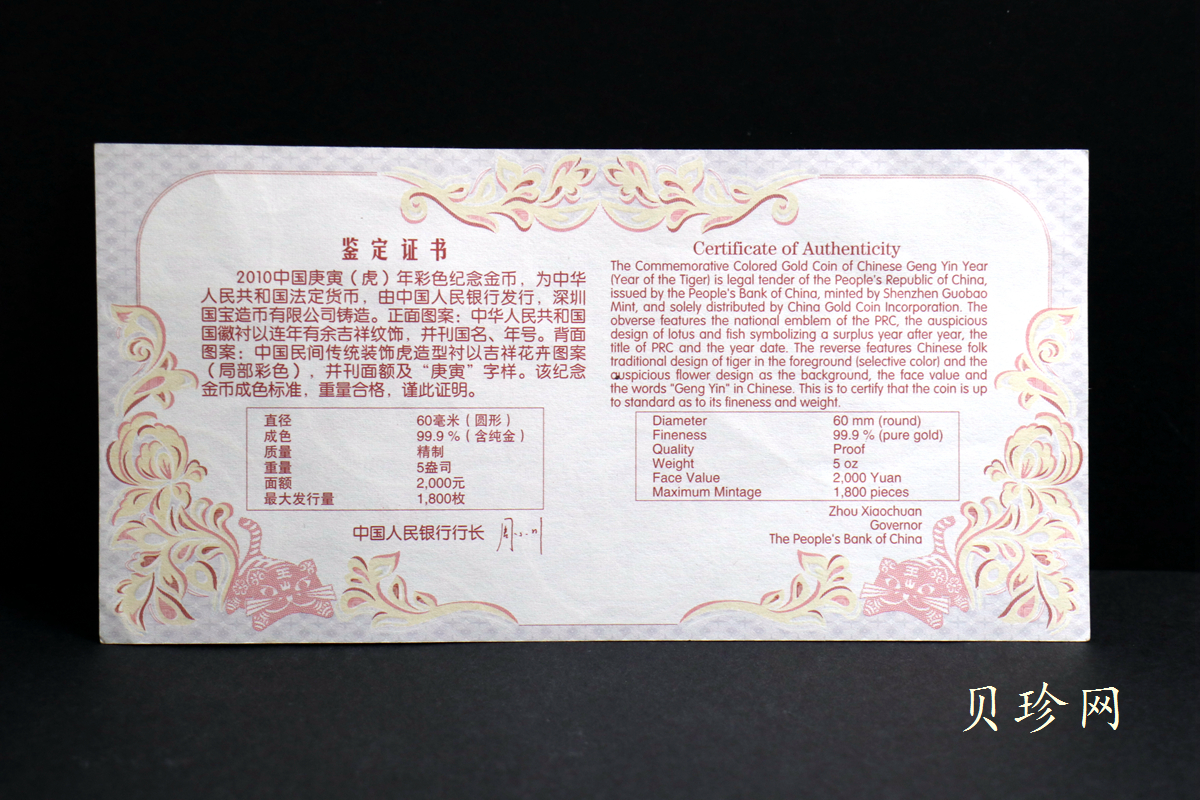 鉴定证书
2010中国庚寅（虎）年彩色纪念金币，为中华
人民共和国法定货币，由中国人民银行发行，深圳
国宝造币有限公司铸造。正面图案：中华人民共和国
国徽衬以连年有余吉祥纹饰，并刊国名、年号。背面
图案：中国民间传统装饰虎造型衬以吉祥花卉图案
（局部彩色），并刊面额及“庚寅”字样。该纪念
金币成色标准，重量合格，谨此证明。
直径 60毫米（圆形）
成色 99.9 %（含纯金）
质量 精制
重量 5盎司
面额 2,000元
最大发行量 1,800枚
中国人民银行行长 周小川
Certificate of Authenticity
The Commemorative Colored Gold Coin of Chinese Geng Yin Year
(Year of the Tiger) is legal tender of the People's Republic of China,
issued by the People's Bank of China, minted by Shenzhen Guobao
Mint, and solely distributed by China Gold Coin Incorporation. The
obverse features the national emblem of the PRC, the auspicious
design of lotus and fish symbolizing a surplus year after year, the
title of PRC and the year date. The reverse features Chinese folk
traditional design of tiger in the foreground (selective color) and the
auspicious flower design as the background, the face value and
the words “Geng Yin” in Chinese. This is to certify that the coin is up
to standard as to its fineness and weight.
Diameter 60 mm (round)
Fineness 99.9 % (pure gold)
Quality Proof
Weight 5 oz
Face Value 2,000 Yuan
Maximum Mintage 1,800 pieces
Zhou Xiaochuan
Governor
The People's Bank of China
王
王
贝珍网